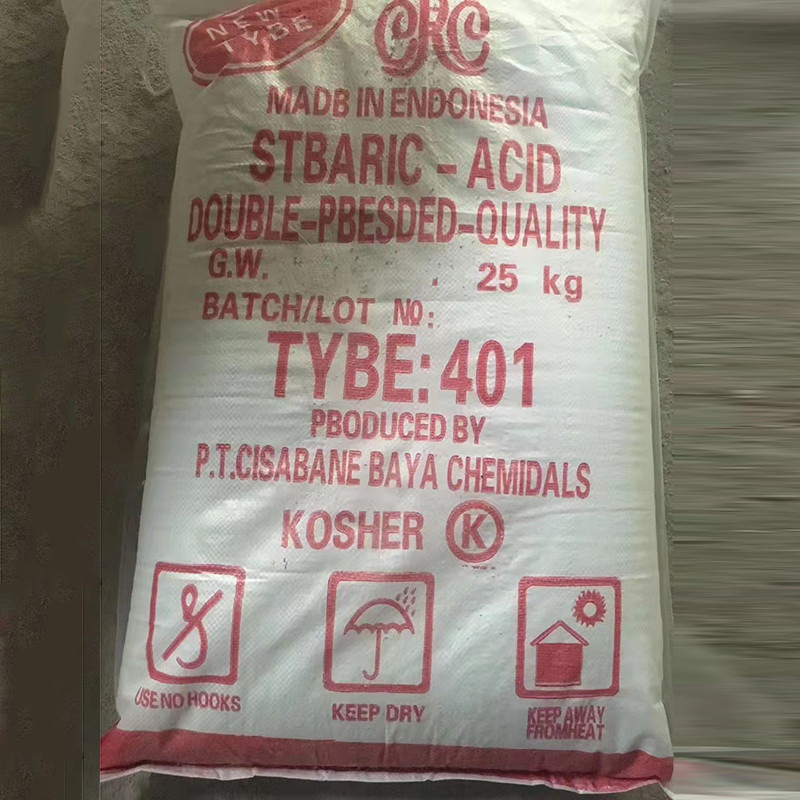 NEW
TYBE
CRC
MADB IN ENDONESIA
STBARIC - ACID
DOUBLE-PBESDED-QUALITY
G.W. 25 kg
BATCH/LOT №:
TYBE: 401
PBODUCED BY
P.T.CISABANE BAYA CHEMIDALS
KOSHER K
USE NO HOOKS
KEEP DRY
KEEP AWAY
FROMHEAT